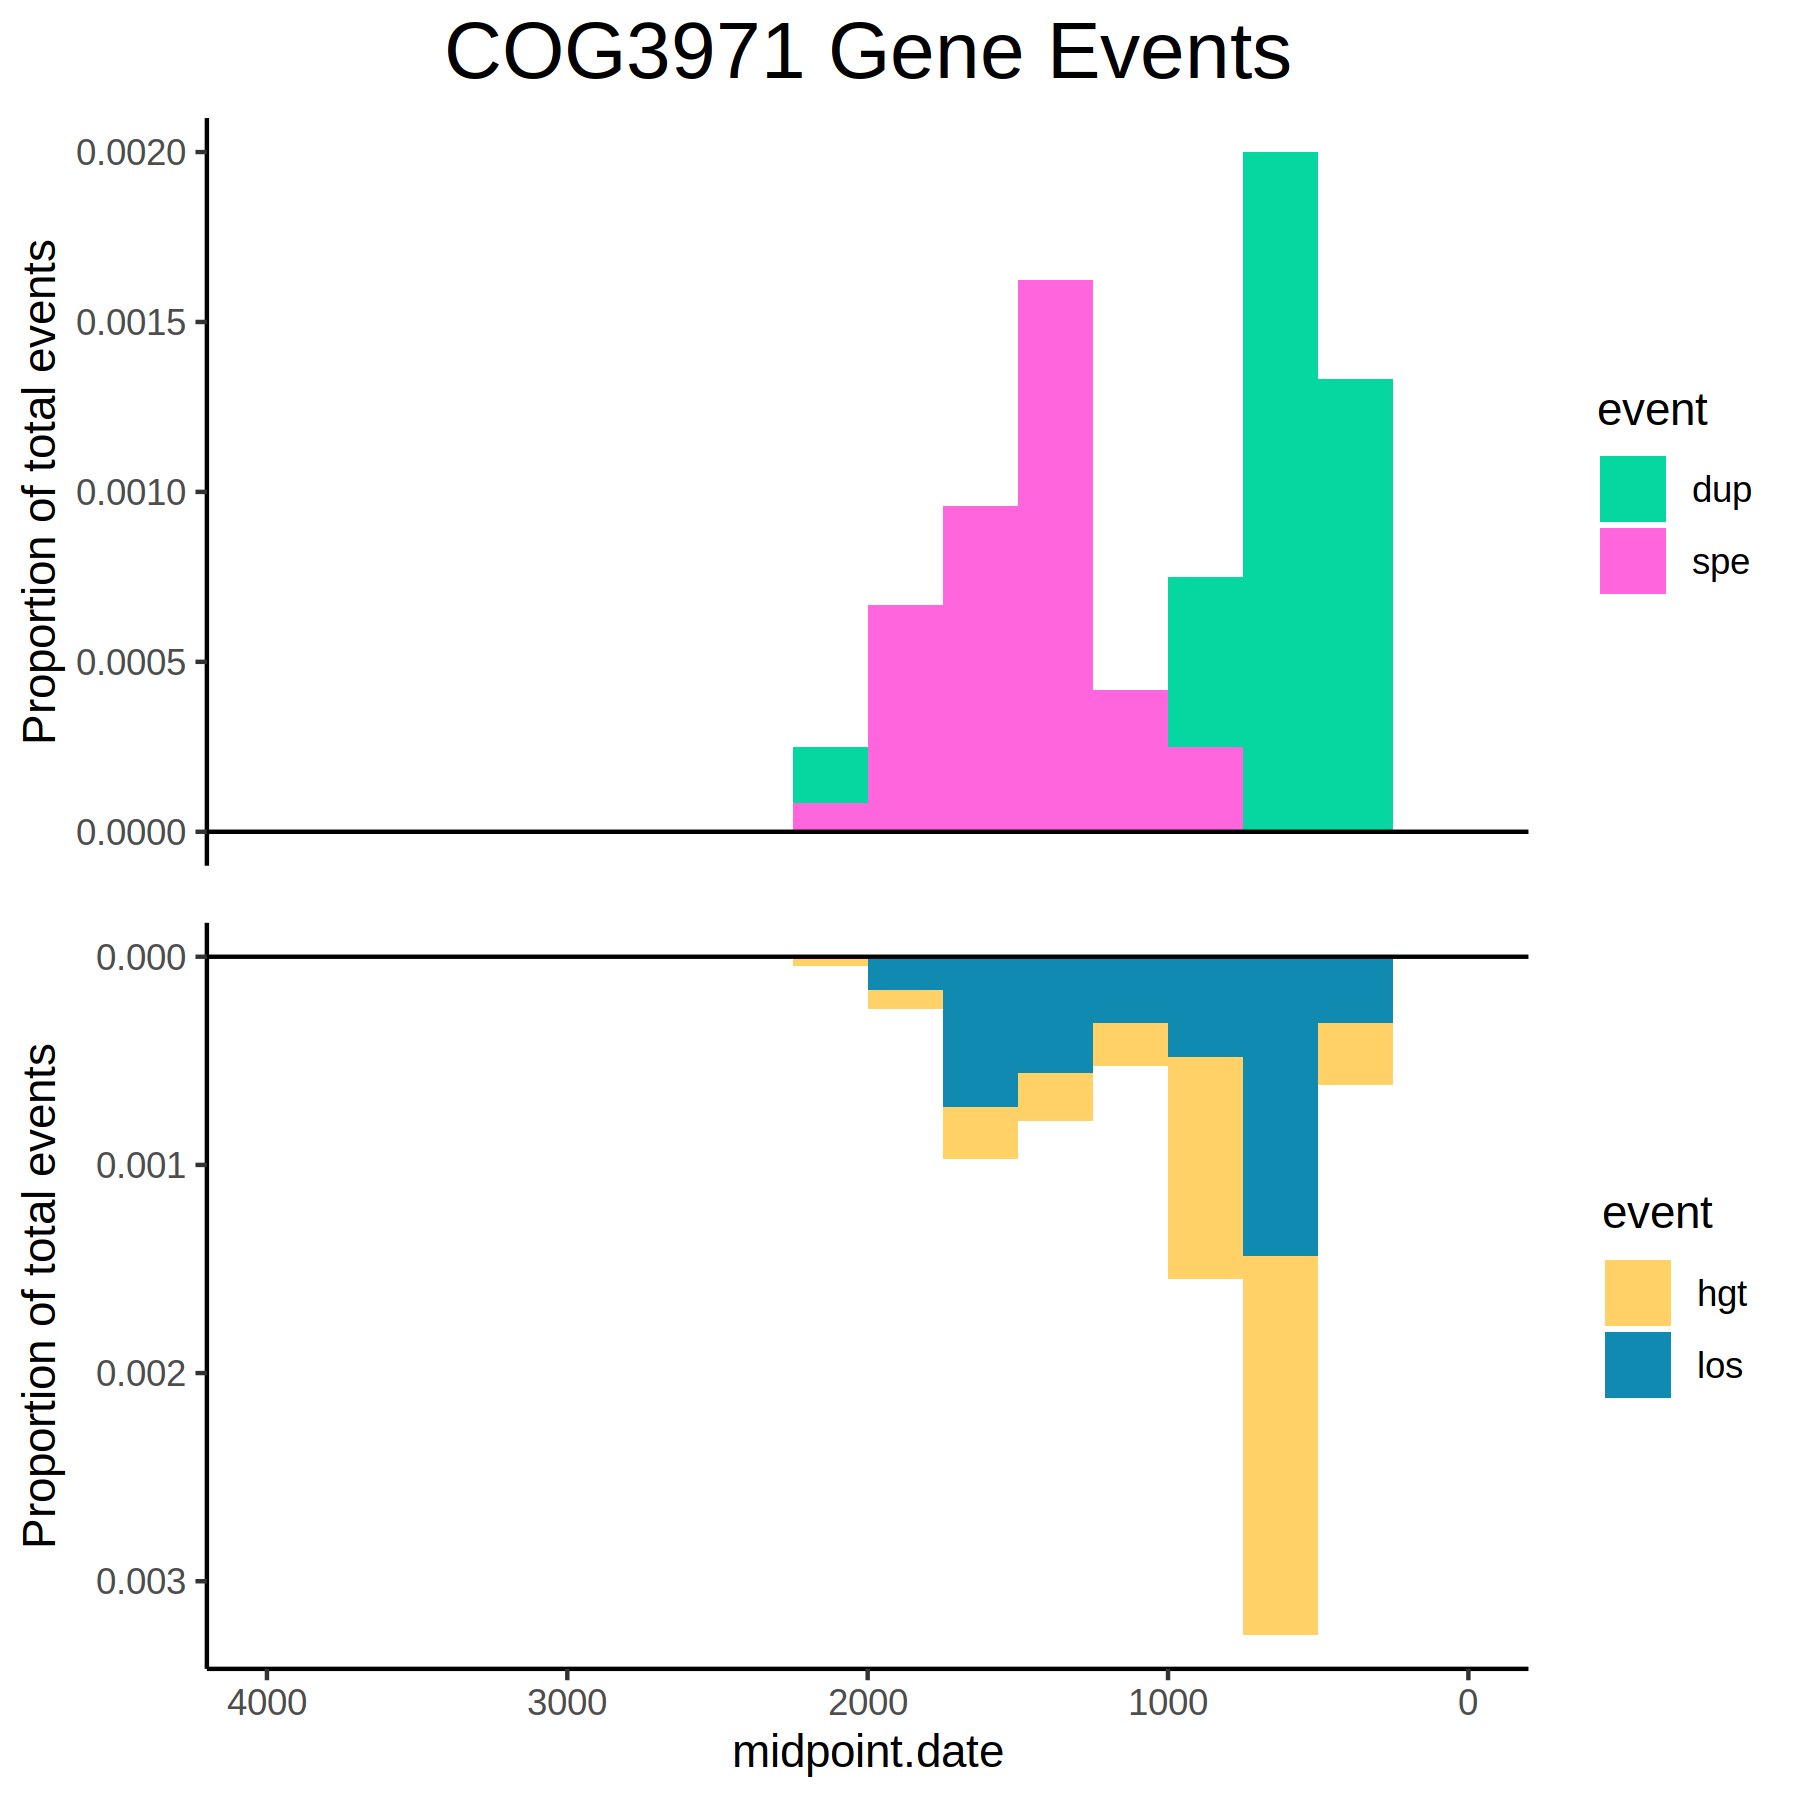 COG3971 Gene Events
Proportion of total events
0.0020
0.0015
0.0010
0.0005
0.0000
event
dup
spe
Proportion of total events
0.000
0.001
0.002
0.003
event
hgt
los
4000 3000 2000 1000 0
midpoint.date